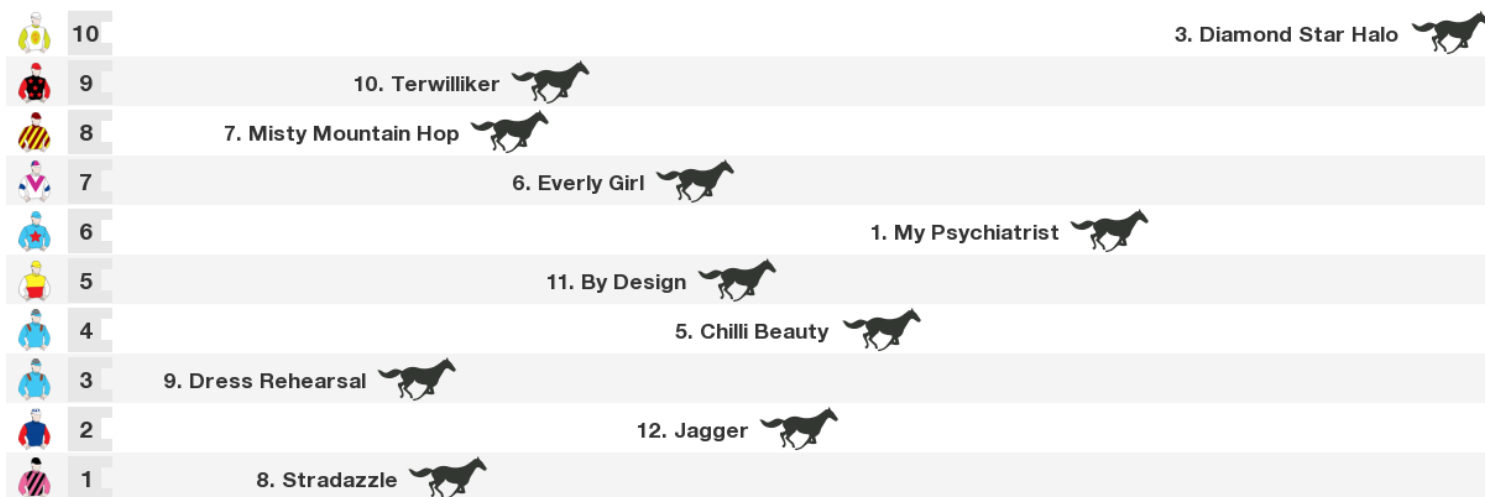 10 3. Diamond Star Halo
9 10. Terwilliker
8 7. Misty Mountain Hop
7 6. Everly Girl
6 1. My Psychiatrist
5 11. By Design
4 5. Chilli Beauty
3 9. Dress Rehearsal
2 12. Jagger
1 8. Stradazzle